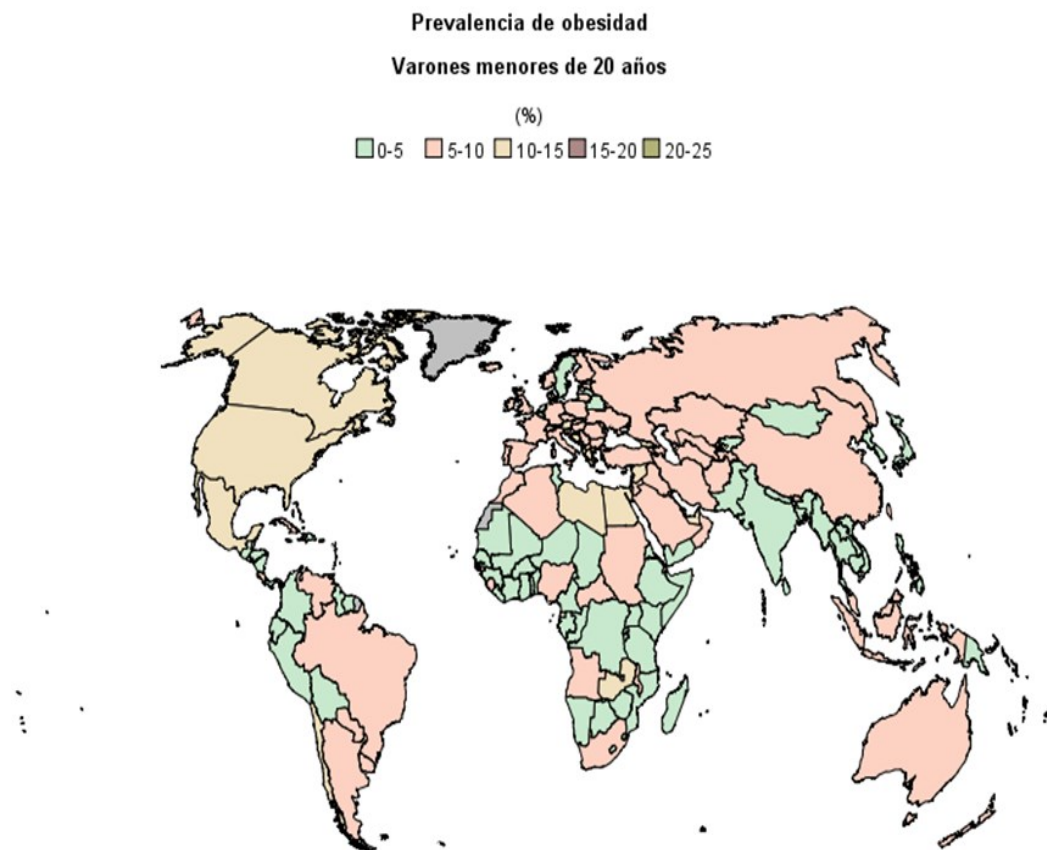 Prevalencia de obesidad
Varones menores de 20 años
(%)
0-5 5-10 10-15 15-20 20-25